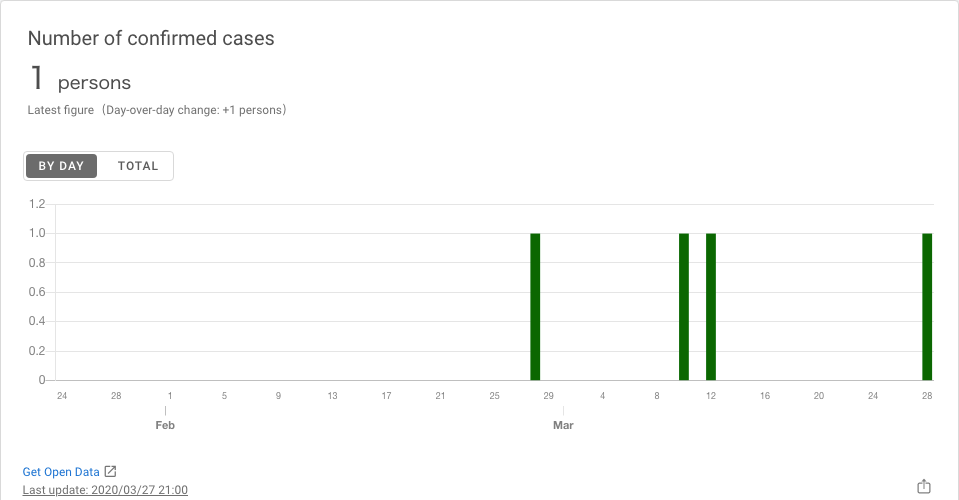 Number of confirmed cases
1 persons
Latest figure（Day-over-day change: +1 persons）
BY DAY TOTAL
1.2
1.0
0.8
0.6
0.4
0.2
0
24 28 1 5 9 13 17 21 25 29 4 8 12 16 20 24 28
Feb Mar
Get Open Data
Last update: 2020/03/27 21:00